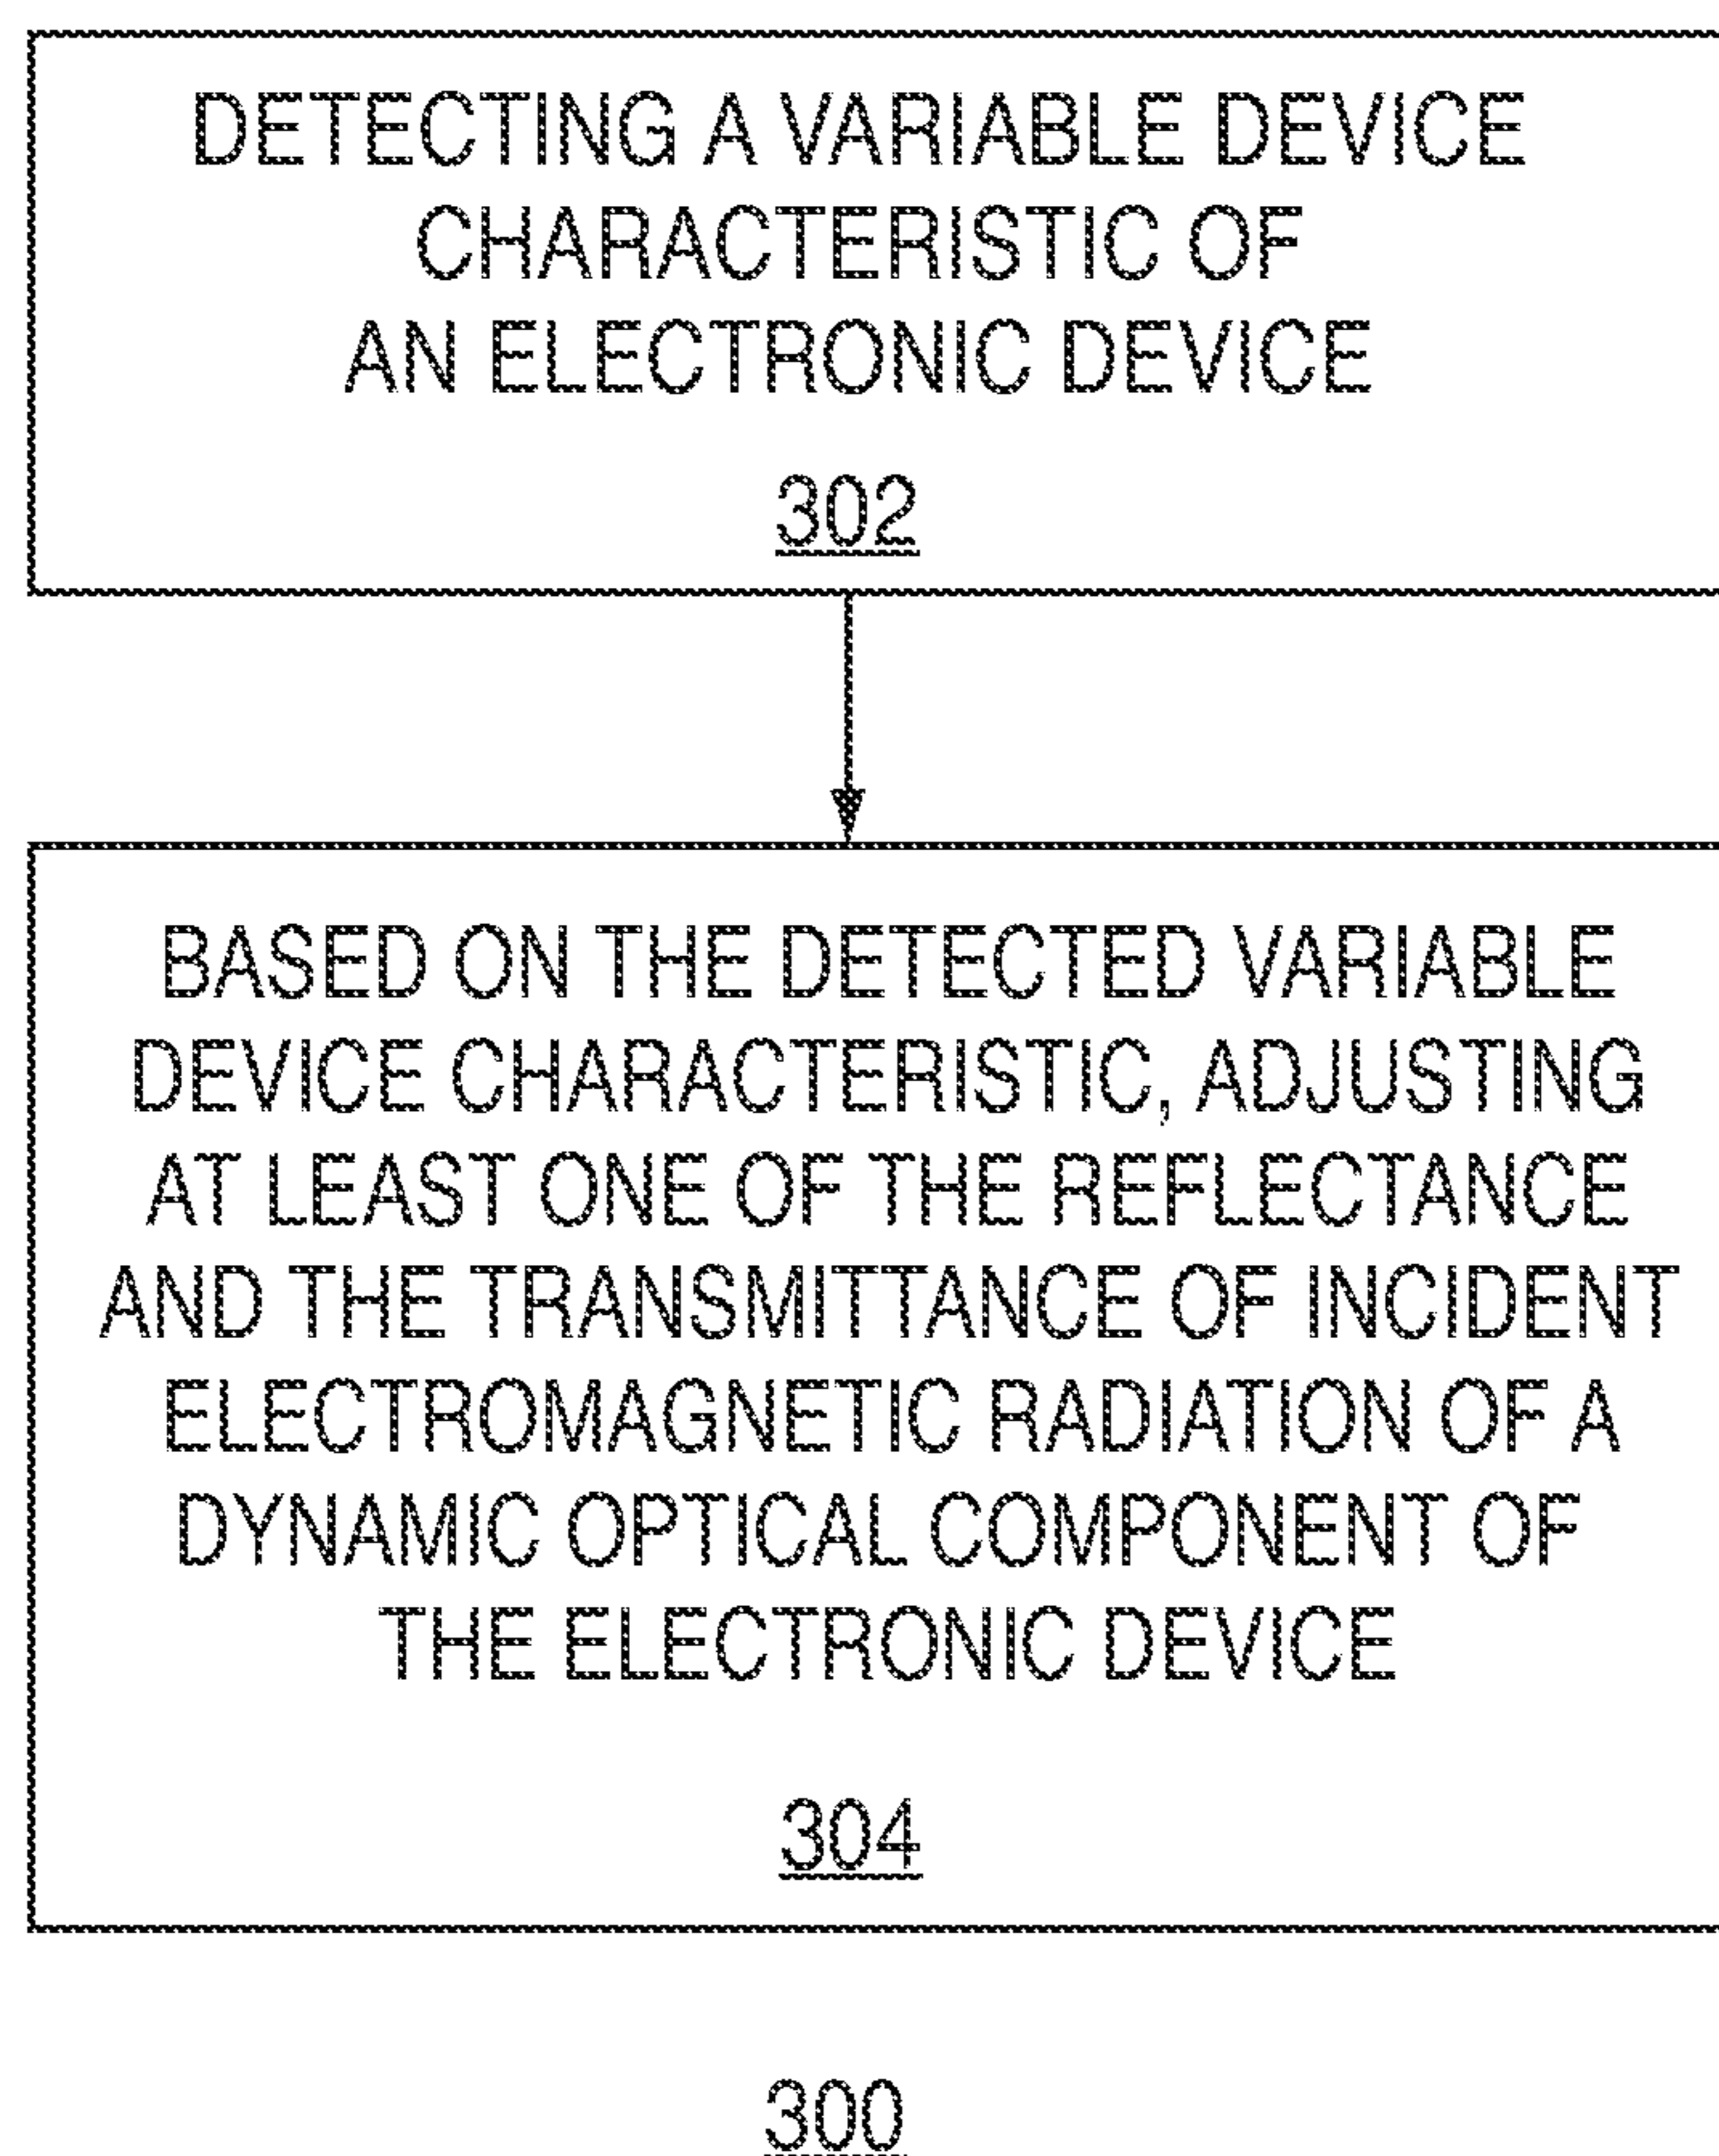 DETECTING A VARIABLE DEVICE
CHARACTERISTIC OF
AN ELECTRONIC DEVICE
302
BASED ON THE DETECTED VARIABLE
DEVICE CHARACTERISTIC, ADJUSTING
AT LEAST ONE OF THE REFLECTANCE
AND THE TRANSMITTANCE OF INCIDENT
ELECTROMAGNETIC RADIATION OF A
DYNAMIC OPTICAL COMPONENT OF
THE ELECTRONIC DEVICE
304
300